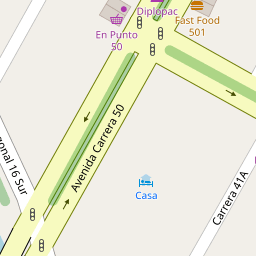 Diplopac
En Punto
50
Fast Food
501
Avenida Carrera 50
onal 16 Sur
Casa
Carrera 41A